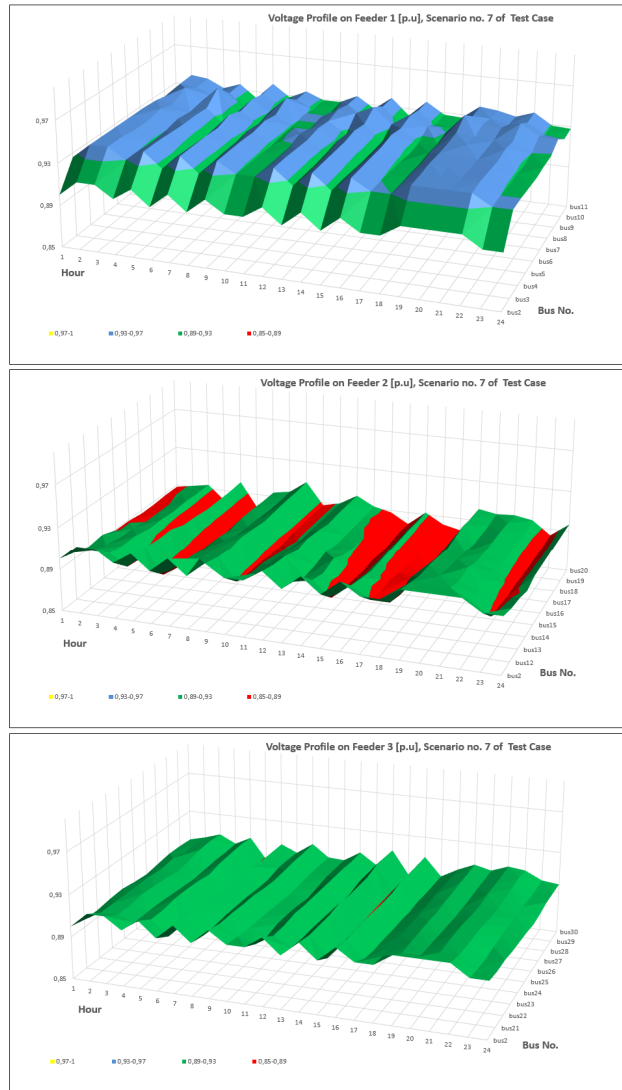 Voltage Profile on Feeder 1 [p.u], Scenario no. 7 of Test Case
0,97
0,93
0,89
0,85
1 2 3 4 5 6 7 8 9 10 11 12 13 14 15 16 17 18 19 20 21 22 23 24
Hour
bus11
bus10
bus9
bus8
bus7
bus6
bus5
bus4
bus3
bus2
Bus No.
0,97-1 0,93-0,97 0,89-0,93 0,85-0,89
Voltage Profile on Feeder 2 [p.u], Scenario no. 7 of Test Case
0,97
0,93
0,89
0,85
1 2 3 4 5 6 7 8 9 10 11 12 13 14 15 16 17 18 19 20 21 22 23 24
Hour
bus20
bus19
bus18
bus17
bus16
bus15
bus14
bus13
bus12
bus2
Bus No.
0,97-1 0,93-0,97 0,89-0,93 0,85-0,89
Voltage Profile on Feeder 3 [p.u], Scenario no. 7 of Test Case
0,97
0,93
0,89
0,85
1 2 3 4 5 6 7 8 9 10 11 12 13 14 15 16 17 18 19 20 21 22 23 24
Hour
bus30
bus29
bus28
bus27
bus26
bus25
bus24
bus23
bus22
bus21
bus2
Bus No.
0,97-1 0,93-0,97 0,89-0,93 0,85-0,89